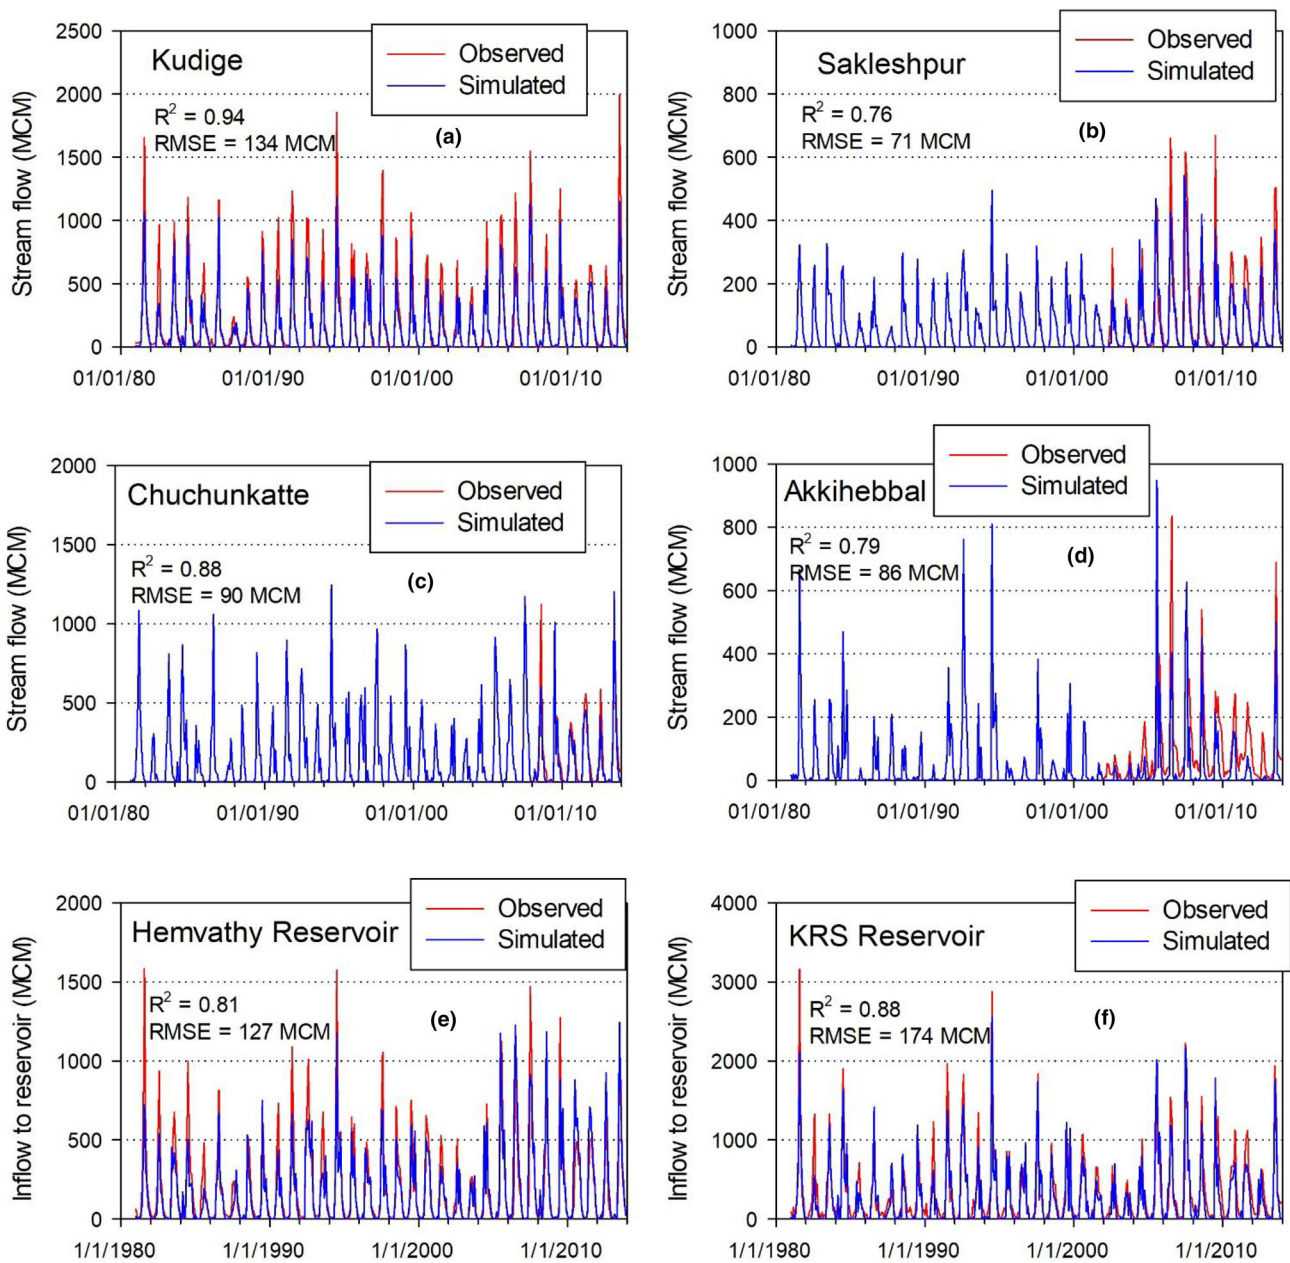 Kudige
Observed
Simulated
R² = 0.94
RMSE = 134 MCM
(a)
Stream flow (MCM)
2500
2000
1500
1000
500
0
01/01/80
01/01/90
01/01/00
01/01/10
Sakleshpur
Observed
Simulated
R² = 0.76
RMSE = 71 MCM
(b)
Stream flow (MCM)
1000
800
600
400
200
0
01/01/80
01/01/90
01/01/00
01/01/10
Chuchunkatte
Observed
Simulated
R² = 0.88
RMSE = 90 MCM
(c)
Stream flow (MCM)
2000
1500
1000
500
0
01/01/80
01/01/90
01/01/00
01/01/10
Akkihebbal
Observed
Simulated
R² = 0.79
RMSE = 86 MCM
(d)
Stream flow (MCM)
1000
800
600
400
200
0
01/01/80
01/01/90
01/01/00
01/01/10
Hemvathy Reservoir
Observed
Simulated
R² = 0.81
RMSE = 127 MCM
(e)
Inflow to reservoir (MCM)
2000
1500
1000
500
0
1/1/1980
1/1/1990
1/1/2000
1/1/2010
KRS Reservoir
Observed
Simulated
R² = 0.88
RMSE = 174 MCM
(f)
Inflow to reservoir (MCM)
4000
3000
2000
1000
0
1/1/1980
1/1/1990
1/1/2000
1/1/2010